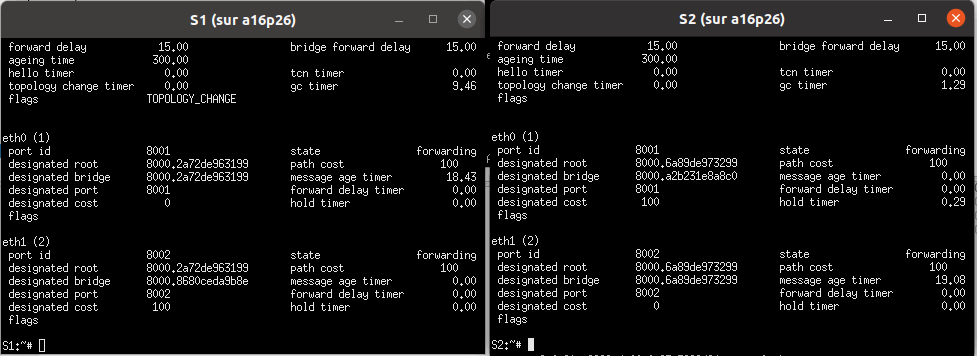 S1 (sur a16p26)
forward delay 15.00 bridge forward delay 15.00
ageing time 300.00
hello timer 0.00 tcn timer 0.00
topology change timer 0.00 gc timer 9.46
flags TOPOLOGY_CHANGE
eth0 (1)
port id 8001 state forwarding
designated root 8000.2a72de963199 path cost 100
designated bridge 8000.2a72de963199 message age timer 18.43
designated port 8001 forward delay timer 0.00
designated cost 0 hold timer 0.00
flags
eth1 (2)
port id 8002 state forwarding
designated root 8000.2a72de963199 path cost 100
designated bridge 8000.8680ceda9b8e message age timer 0.00
designated port 8002 forward delay timer 0.00
designated cost 100 hold timer 0.00
flags
S1:~#
S2 (sur a16p26)
forward delay 15.00 bridge forward delay 15.00
ageing time 300.00
hello timer 0.00 tcn timer 0.00
topology change timer 0.00 gc timer 1.29
flags
eth0 (1)
port id 8001 state forwarding
designated root 8000.6a89de973299 path cost 100
designated bridge 8000.a2b231e8a8c0 message age timer 0.00
designated port 8001 forward delay timer 0.00
designated cost 100 hold timer 0.29
flags
eth1 (2)
port id 8002 state forwarding
designated root 8000.6a89de973299 path cost 100
designated bridge 8000.6a89de973299 message age timer 19.08
designated port 8002 forward delay timer 0.00
designated cost 0 hold timer 0.00
flags
S2:~#